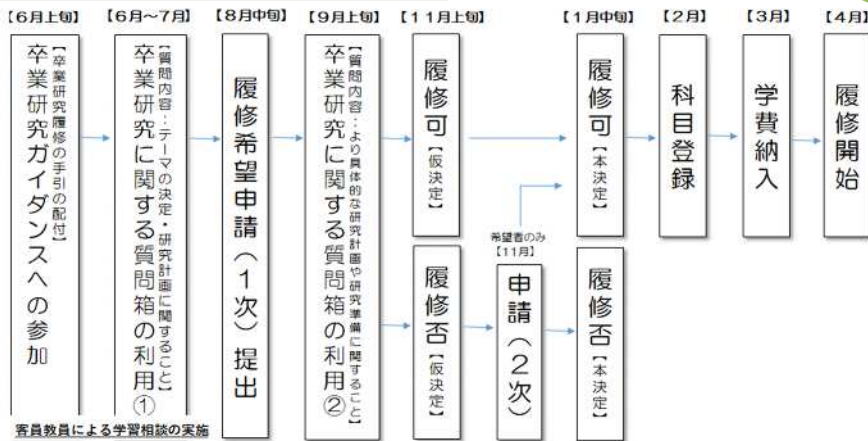 【6月上旬】
【6月～7月】
【8月中旬】
【9月上旬】
【11月上旬】
【1月中旬】
【2月】
【3月】
【4月】
【卒業研究履修の手引の配付】
卒業研究ガイダンスへの参加
【質問内容：テーマの決定・研究計画に関すること】
卒業研究に関する質問箱の利用①
履修希望申請（1次）提出
【質問内容：より具体的な研究計画や研究準備に関すること】
卒業研究に関する質問箱の利用②
履修可【仮決定】
履修可【本決定】
科目登録
学費納入
履修開始
履修否【仮決定】
希望者のみ
【11月】
申請（2次）
履修否【本決定】
客員教員による学習相談の実施